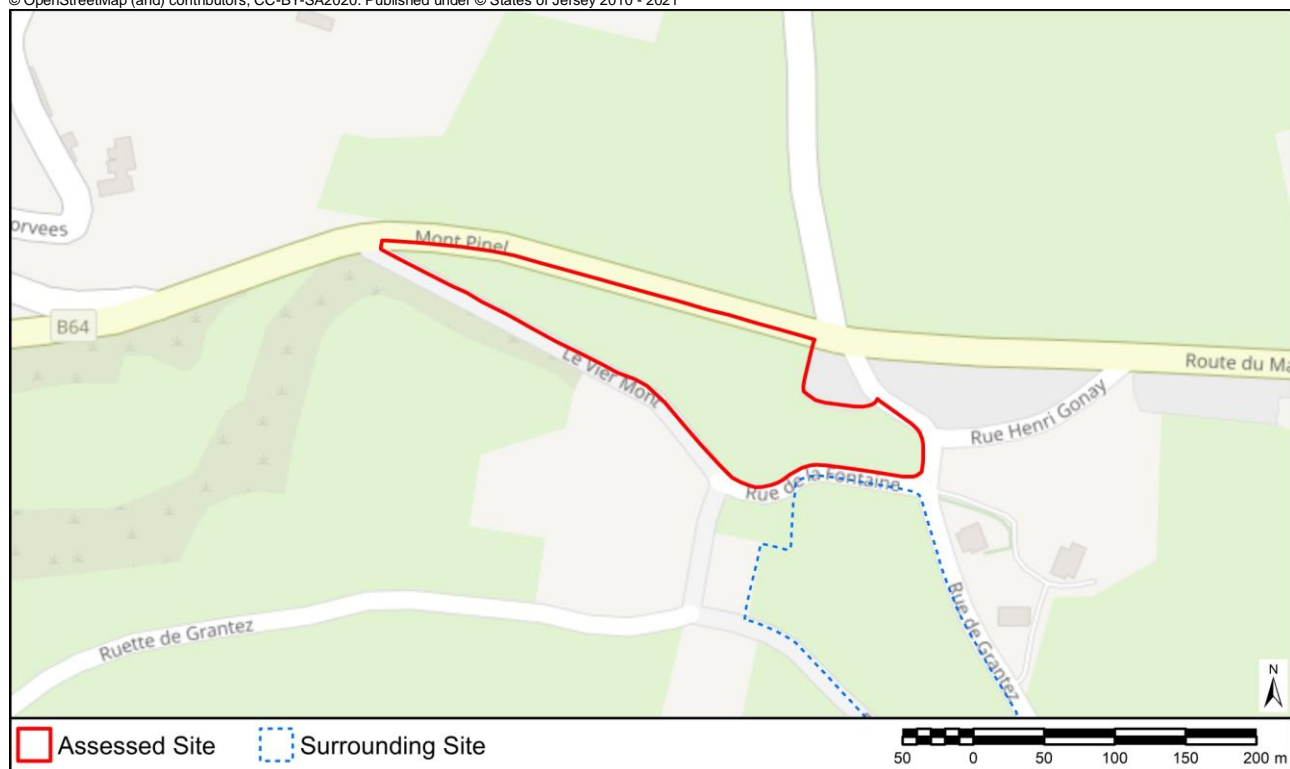 © OpenStreetMap (and) contributors, CC-BY-SA2020. Published under © States of Jersey 2010 - 2021
orvees
Mont Pinel
B64
Le Vier Mont
Route du Ma
Rue Henri Gonay
Rue de la Fontaine
Rue de Grantez
Ruette de Grantez
N
Assessed Site
Surrounding Site
50 0 50 100 150 200 m